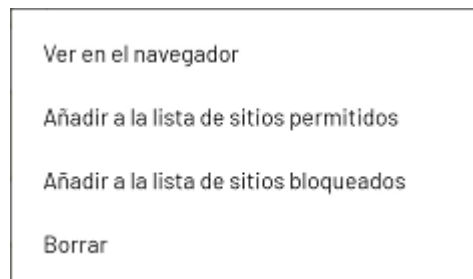 Ver en el navegador
Añadir a la lista de sitios permitidos
Añadir a la lista de sitios bloqueados
Borrar